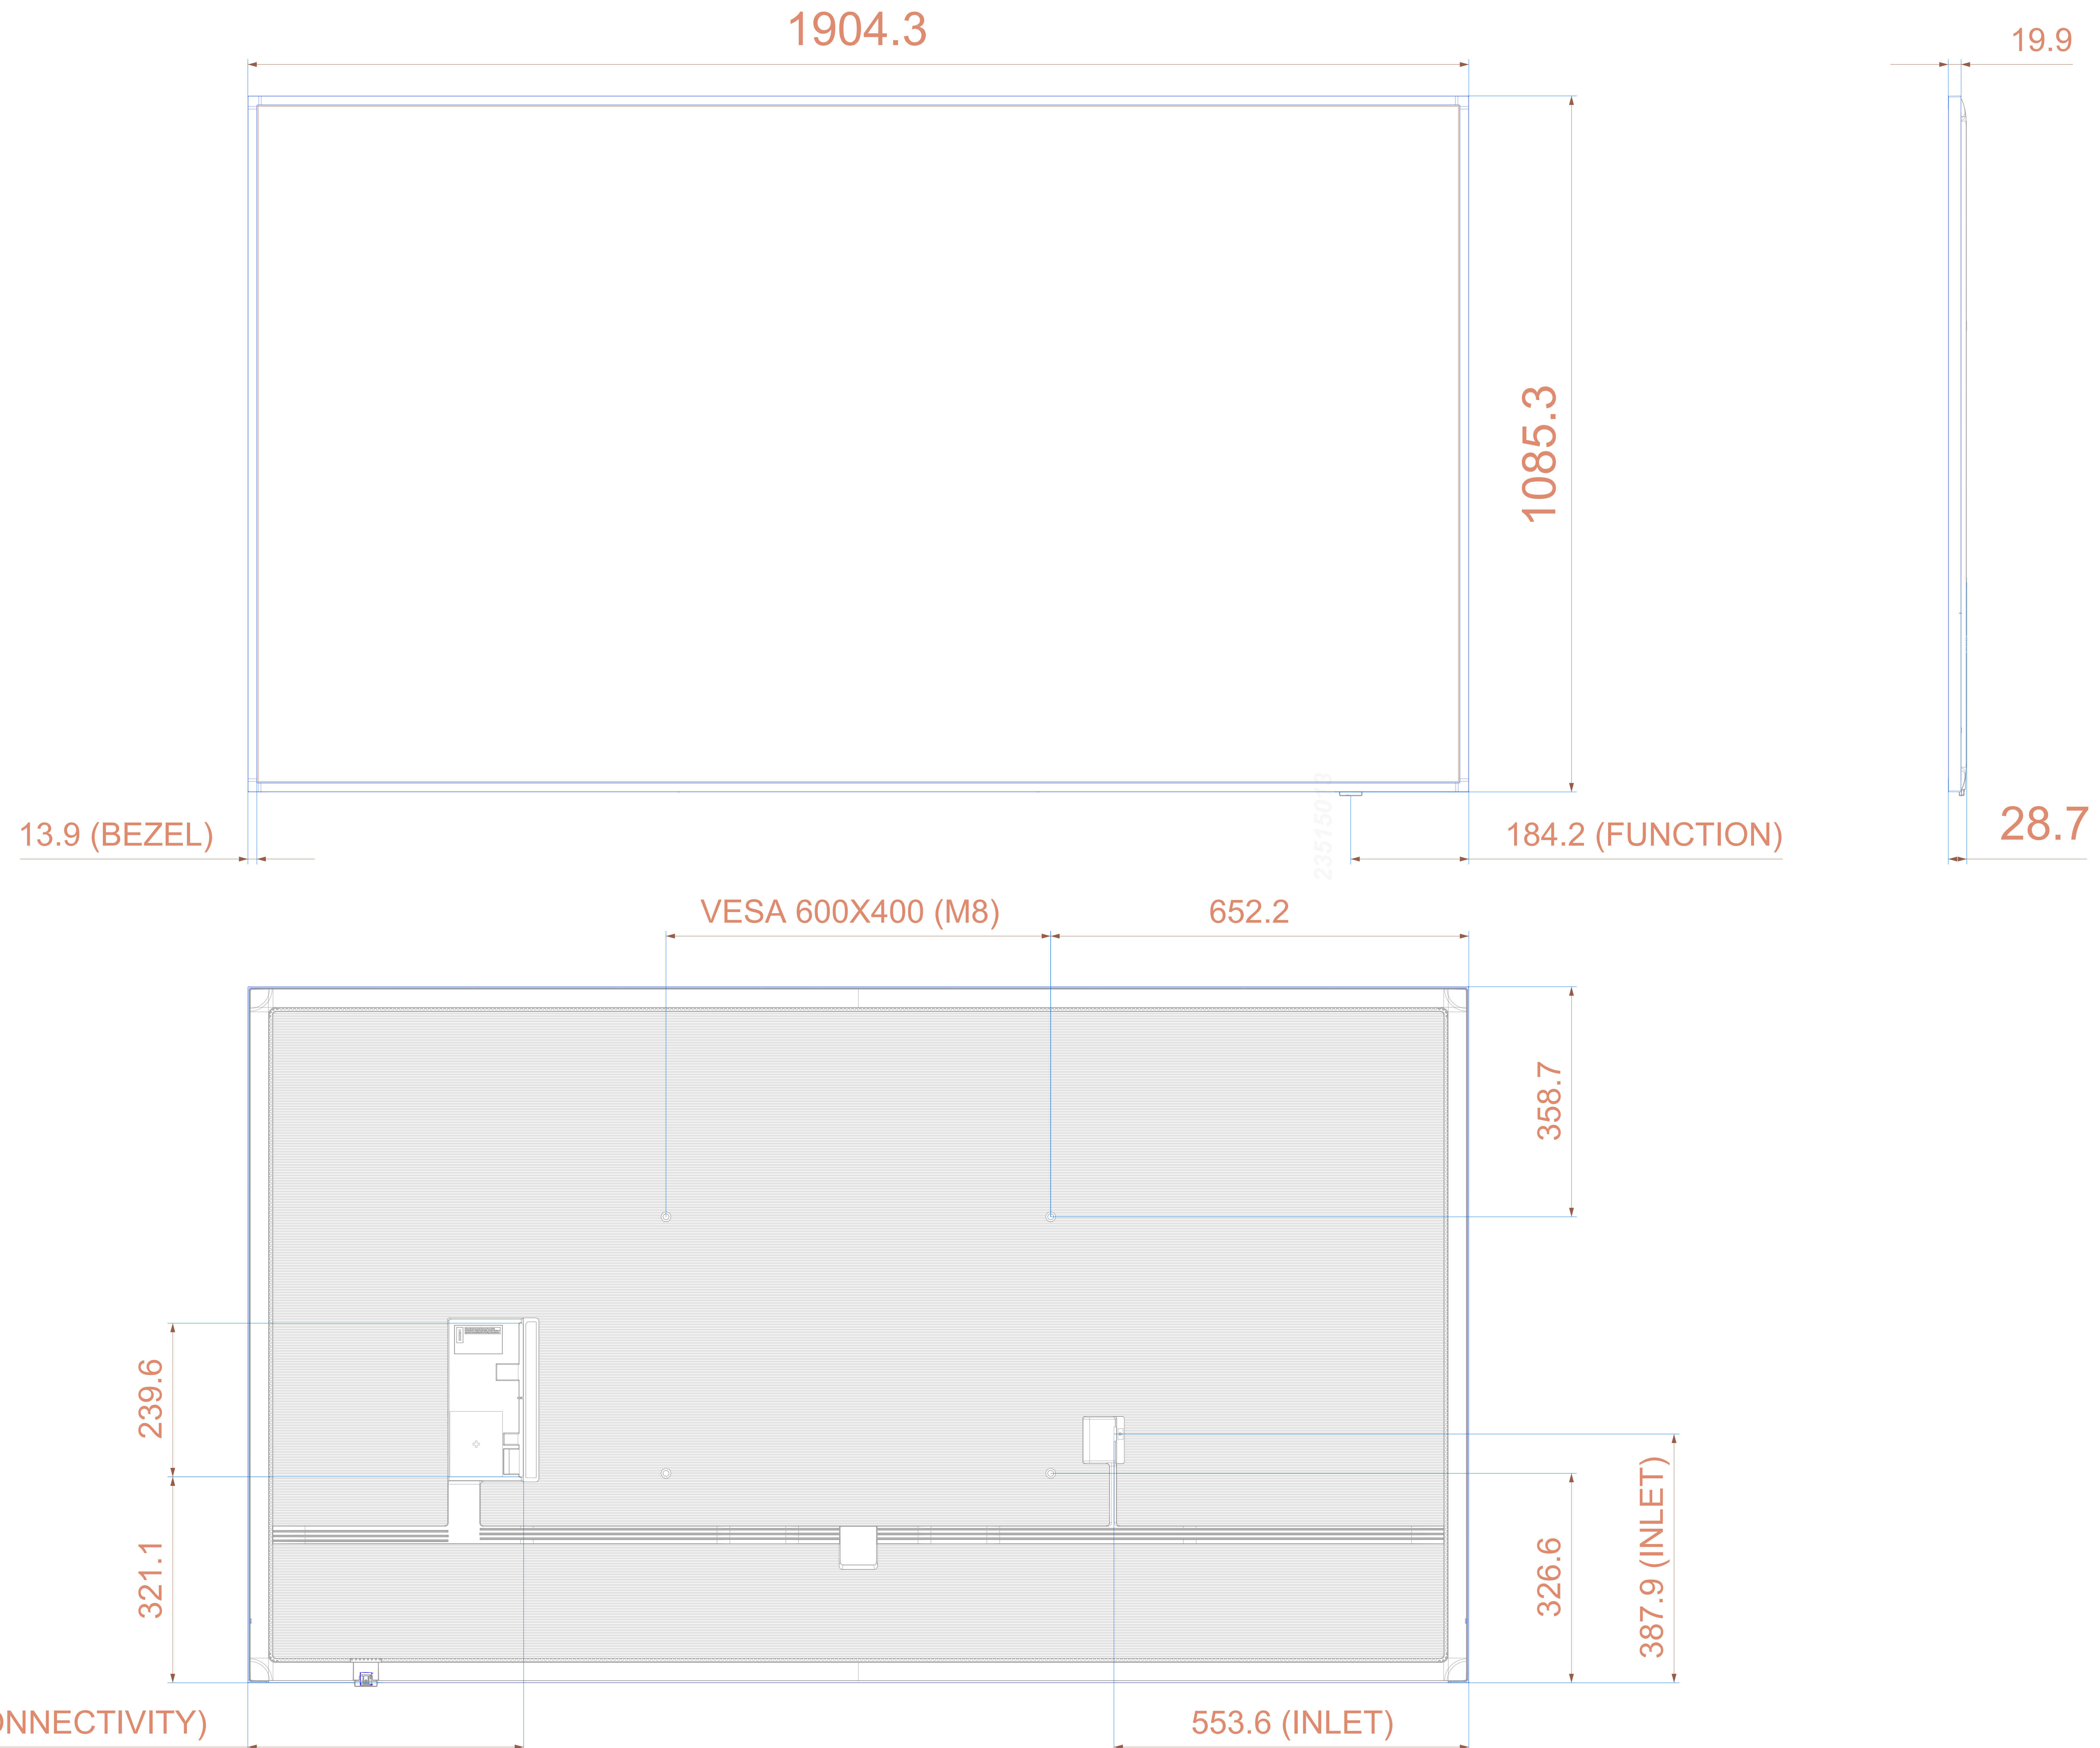 1904.3
19.9
1085.3
13.9 (BEZEL)
184.2 (FUNCTION)
28.7
23515013
VESA 600X400 (M8)
652.2
358.7
239.6
321.1
326.6
387.9 (INLET)
NNECTIVITY)
553.6 (INLET)